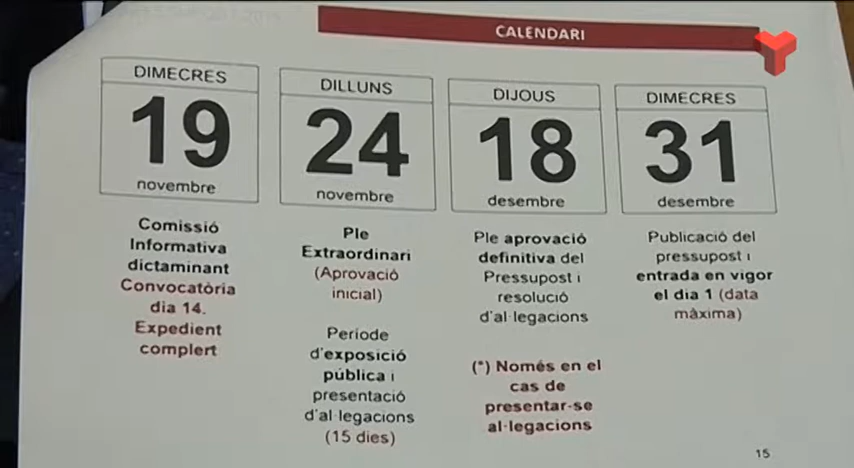 CALENDARI
DIMECRES
19
novembre
Comissió
Informativa
dictaminant
Convocatòria
dia 14.
Expedient
complert
DILLUNS
24
novembre
Ple
Extraordinari
(Aprovació
inicial)
Període
d'exposició
pública i
presentació
d'al·legacions
(15 dies)
DIJOUS
18
desembre
Ple aprovació
definitiva del
Pressupost i
resolució
d'al·legacions
(*) Només en el
cas de
presentar-se
al·legacions
DIMECRES
31
desembre
Publicació del
pressupost i
entrada en vigor
el dia 1 (data
màxima)
15